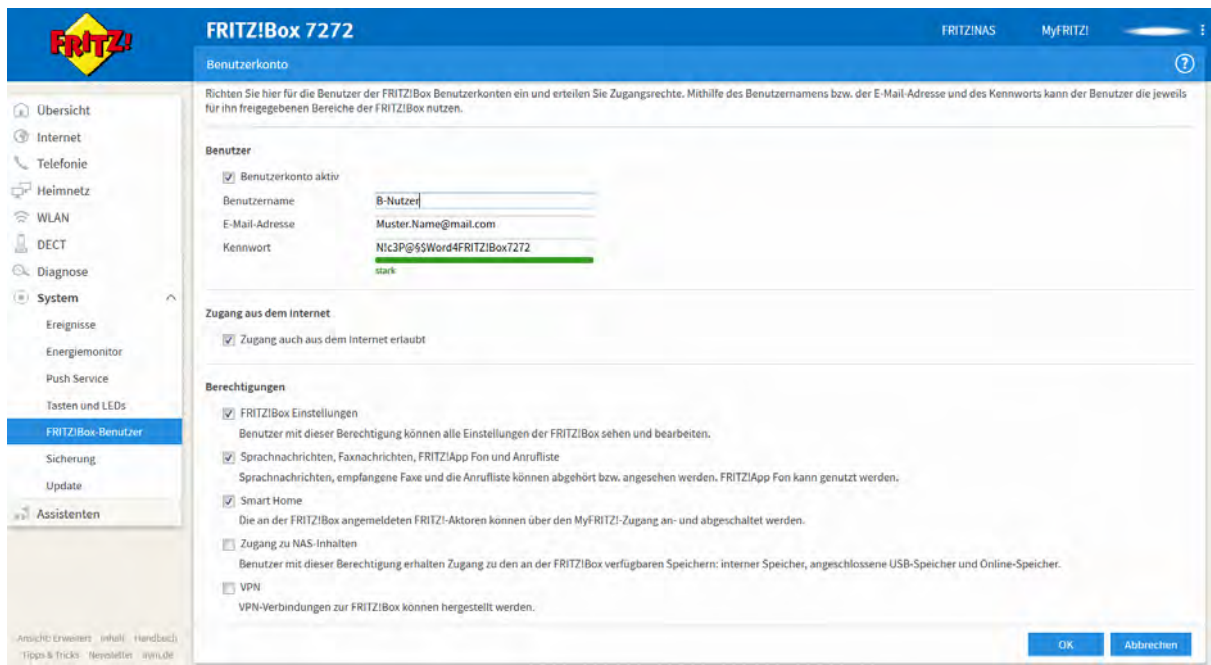 FRITZ!
FRITZ!Box 7272
FRITZ!NAS
MyFRITZ!
Benutzerkonto
?
Richten Sie hier für die Benutzer der FRITZ!Box Benutzerkonten ein und erteilen Sie Zugangsrechte. Mithilfe des Benutzernamens bzw. der E-Mail-Adresse und des Kennworts kann der Benutzer die jeweils
für ihn freigegebenen Bereiche der FRITZ!Box nutzen.
Übersicht
Internet
Telefonie
Heimnetz
WLAN
DECT
Diagnose
System
Ereignisse
Energiemonitor
Push Service
Tasten und LEDs
FRITZ!Box-Benutzer
Sicherung
Update
Assistenten
Benutzer
Benutzerkonto aktiv
Benutzername B-Nutzer
E-Mail-Adresse Muster.Name@mail.com
Kennwort N!c3P@§$Word4FRITZ!Box7272
stark
Zugang aus dem Internet
Zugang auch aus dem Internet erlaubt
Berechtigungen
FRITZ!Box Einstellungen
Benutzer mit dieser Berechtigung können alle Einstellungen der FRITZ!Box sehen und bearbeiten.
Sprachnachrichten, Faxnachrichten, FRITZ!App Fon und Anrufliste
Sprachnachrichten, empfangene Faxe und die Anrufliste können abgehört bzw. angesehen werden. FRITZ!App Fon kann genutzt werden.
Smart Home
Die an der FRITZ!Box angemeldeten FRITZ!-Aktoren können über den MyFRITZ!-Zugang an- und abgeschaltet werden.
Zugang zu NAS-Inhalten
Benutzer mit dieser Berechtigung erhalten Zugang zu den an der FRITZ!Box verfügbaren Speichern: interner Speicher, angeschlossene USB-Speicher und Online-Speicher.
VPN
VPN-Verbindungen zur FRITZ!Box können hergestellt werden.
Ansicht: Erweitert Inhalt Handbuch
Tipps & Tricks Newsletter avm.de
OK
Abbrechen